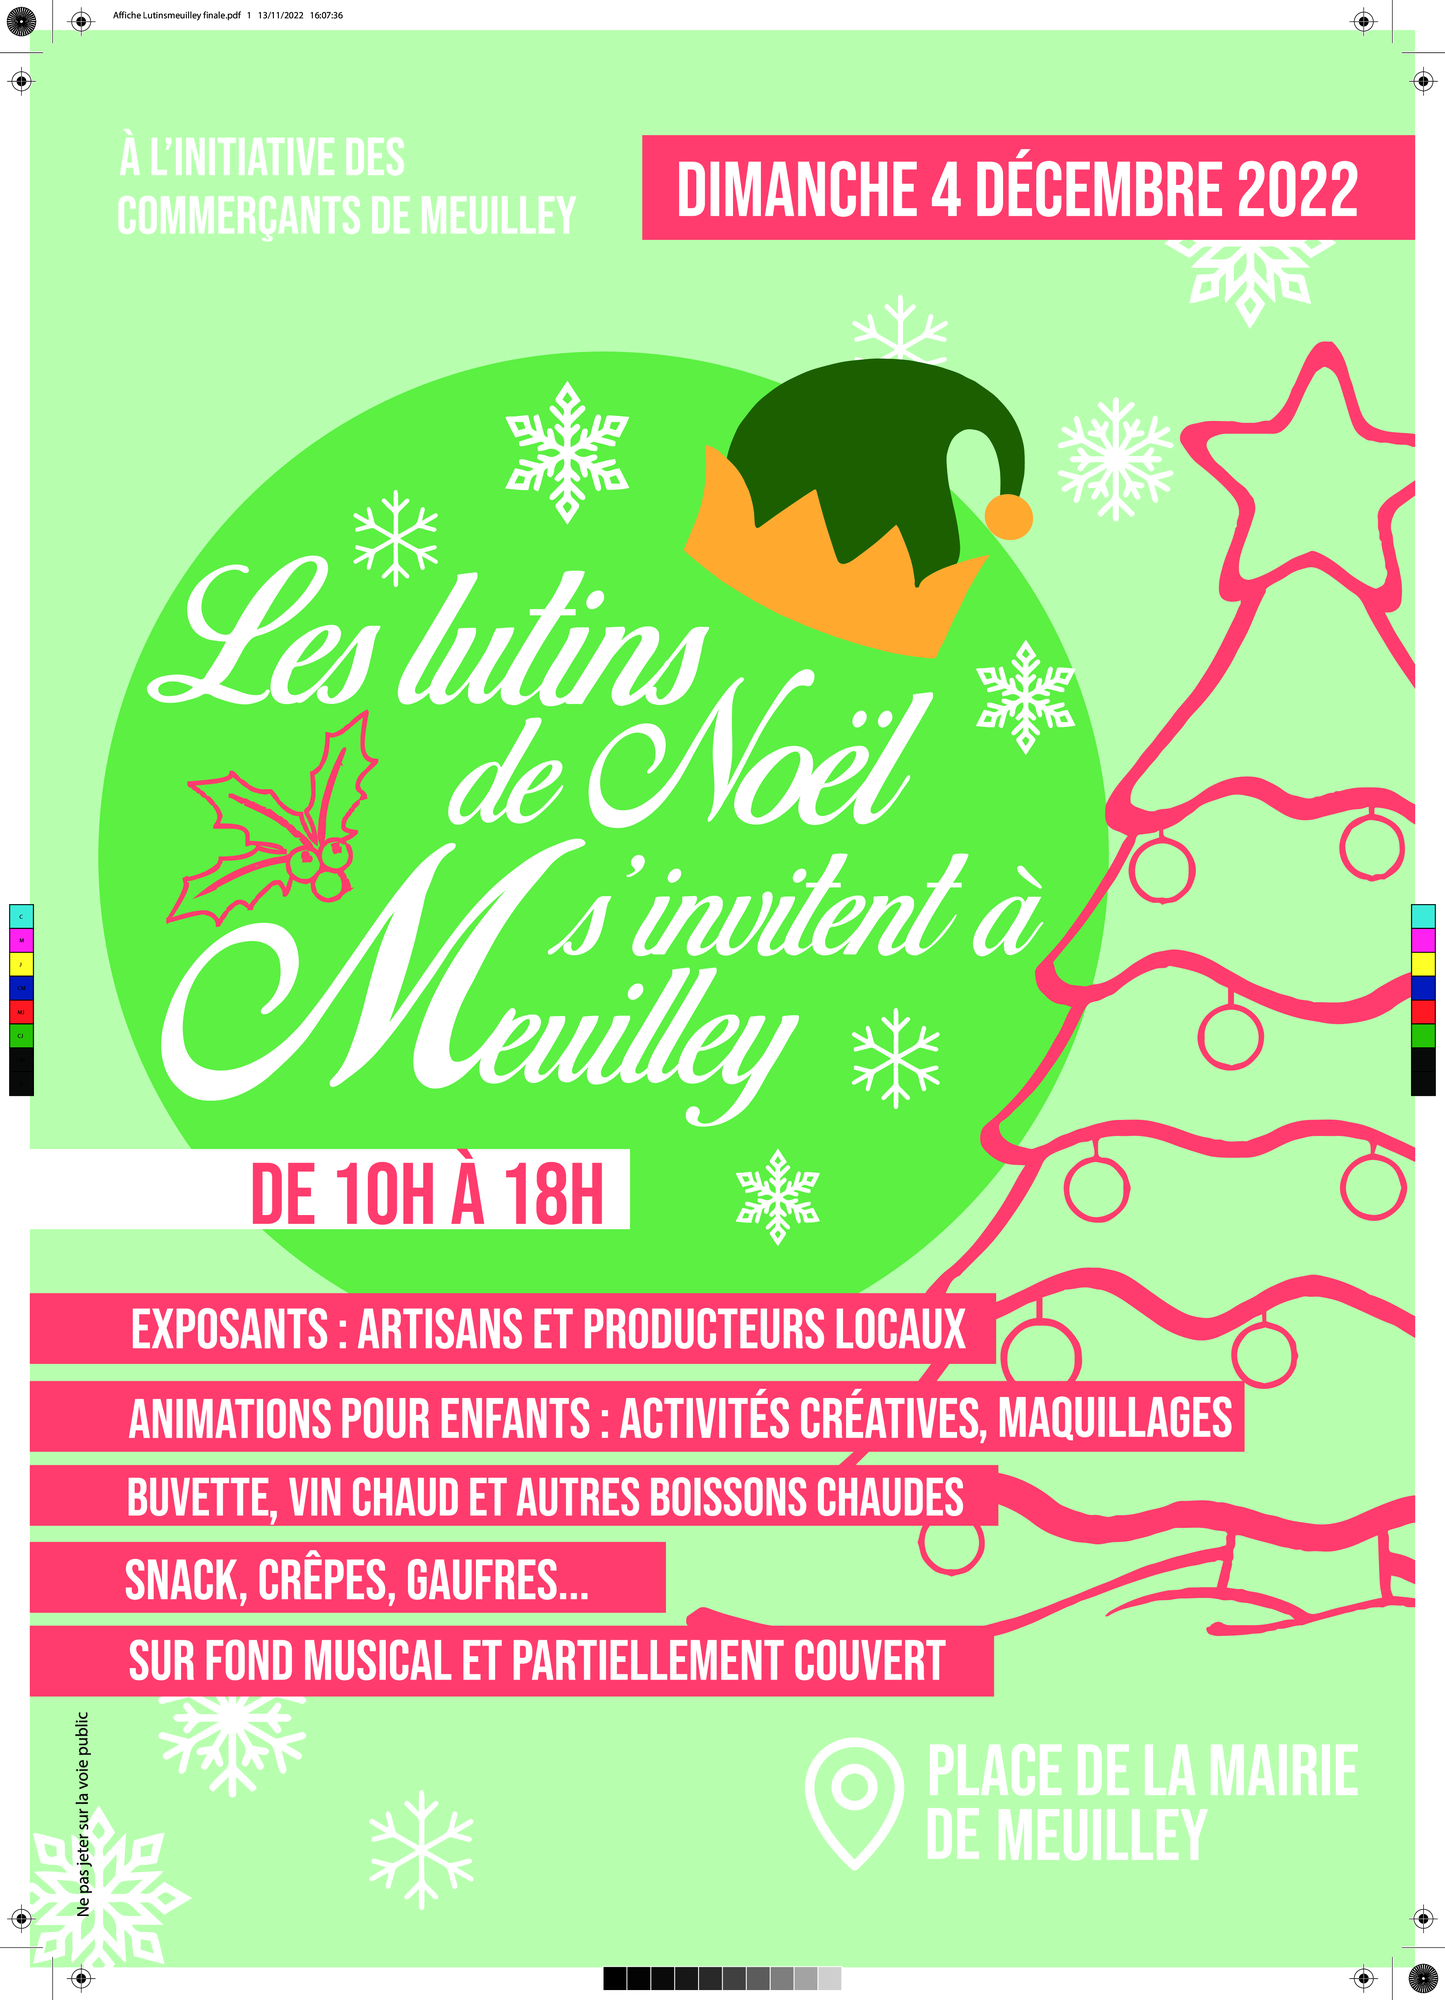 Affiche Lutinsmeuilley finale.pdf 1 13/11/2022 16:07:36
À L'INITIATIVE DES
COMMERÇANTS DE MEUILLEY
DIMANCHE 4 DÉCEMBRE 2022
Les lutins
de Noël
s'invitent à
Meuilley
DE 10H À 18H
EXPOSANTS : ARTISANS ET PRODUCTEURS LOCAUX
ANIMATIONS POUR ENFANTS : ACTIVITÉS CRÉATIVES, MAQUILLAGES
BUVETTE, VIN CHAUD ET AUTRES BOISSONS CHAUDES
SNACK, CRÊPES, GAUFRES...
SUR FOND MUSICAL ET PARTIELLEMENT COUVERT
PLACE DE LA MAIRIE
DE MEUILLEY
Ne pas jeter sur la voie public
C
M
J
CM
MJ
CJ